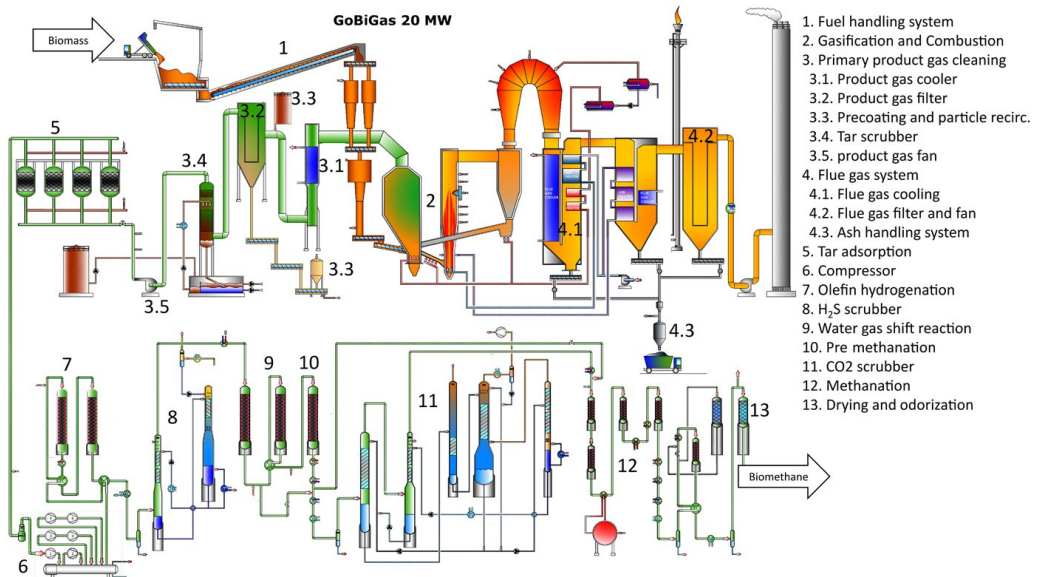 GoBiGas 20 MW
Biomass
1
3.3
3.2
5
3.4
3.1
2
4.2
4.1
3.3
3.5
4.3
7
9
10
8
11
13
12
Biomethane
6
1. Fuel handling system
2. Gasification and Combustion
3. Primary product gas cleaning
3.1. Product gas cooler
3.2. Product gas filter
3.3. Precoating and particle recirc.
3.4. Tar scrubber
3.5. product gas fan
4. Flue gas system
4.1. Flue gas cooling
4.2. Flue gas filter and fan
4.3. Ash handling system
5. Tar adsorption
6. Compressor
7. Olefin hydrogenation
8. H₂S scrubber
9. Water gas shift reaction
10. Pre methanation
11. CO2 scrubber
12. Methanation
13. Drying and odorization
FLUE
GAS
COOLER